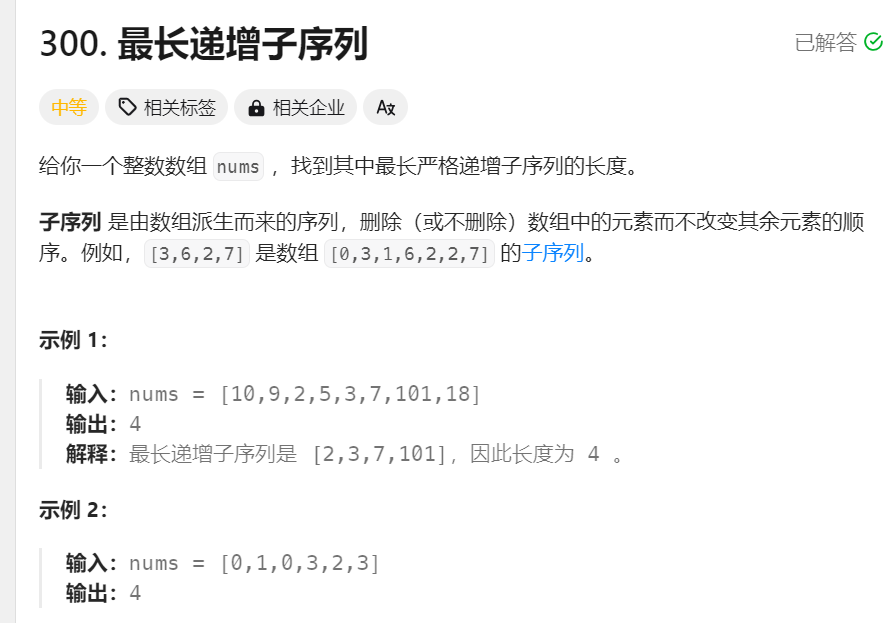 300. 最长递增子序列
已解答
中等 相关标签 相关企业 Ax
给你一个整数数组 nums ，找到其中最长严格递增子序列的长度。
子序列 是由数组派生而来的序列，删除（或不删除）数组中的元素而不改变其余元素的顺
序。例如，[3,6,2,7] 是数组 [0,3,1,6,2,2,7] 的子序列。
示例 1：
输入：nums = [10,9,2,5,3,7,101,18]
输出：4
解释：最长递增子序列是 [2,3,7,101]，因此长度为 4 。
示例 2：
输入：nums = [0,1,0,3,2,3]
输出：4